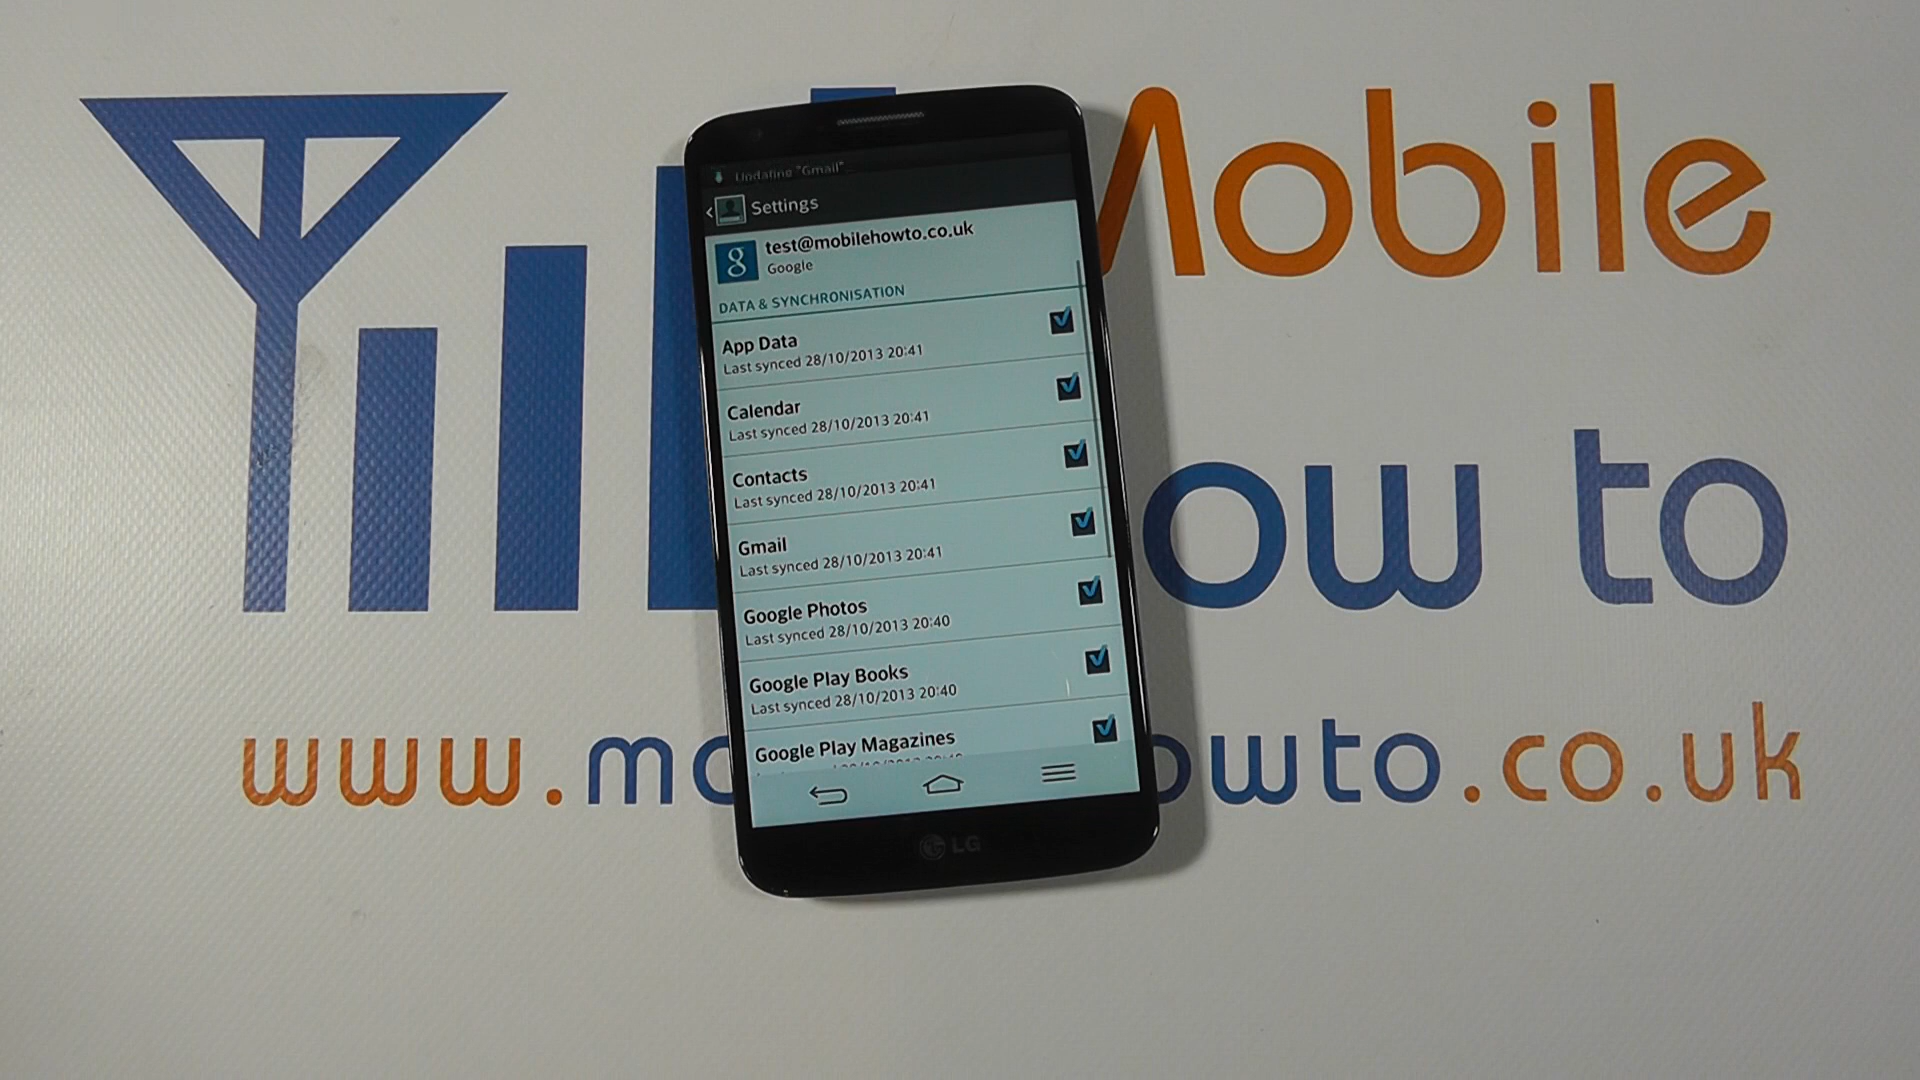 Mobile
ow to
www.mo owto.co.uk
Updating "Gmail"
Settings
test@mobilehowto.co.uk
Google
DATA & SYNCHRONISATION
App Data
Last synced 28/10/2013 20:41
Calendar
Last synced 28/10/2013 20:41
Contacts
Last synced 28/10/2013 20:41
Gmail
Last synced 28/10/2013 20:41
Google Photos
Last synced 28/10/2013 20:40
Google Play Books
Last synced 28/10/2013 20:40
Google Play Magazines
LG